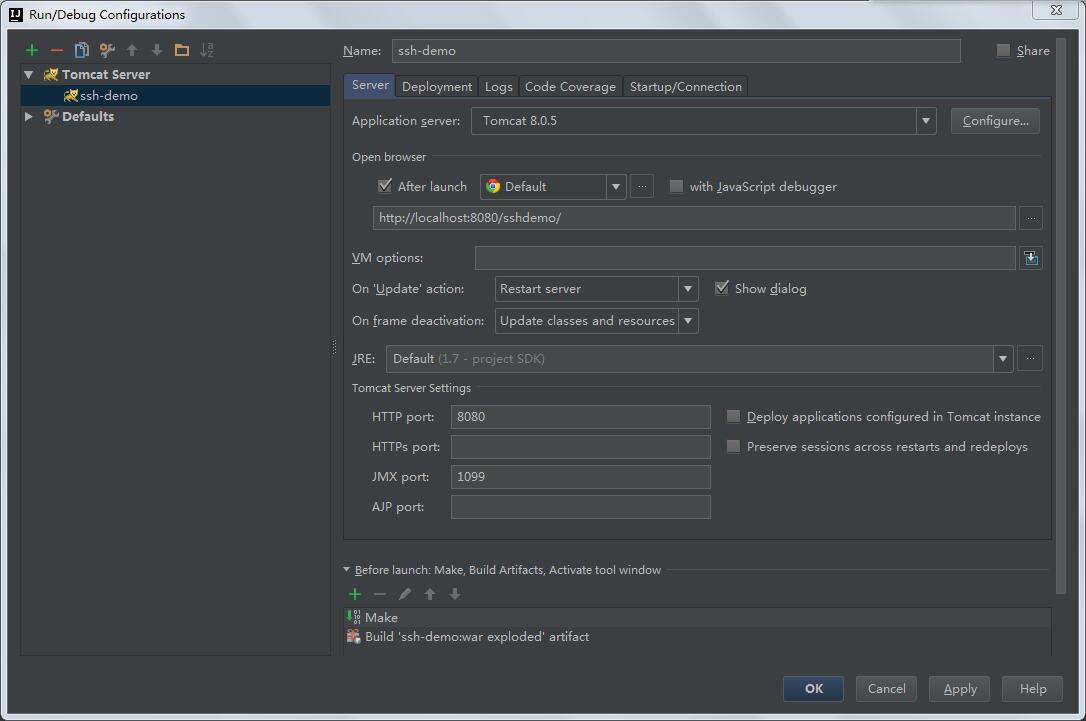 Run/Debug Configurations
Name: ssh-demo
Share
Tomcat Server
ssh-demo
Defaults
Server Deployment Logs Code Coverage Startup/Connection
Application server: Tomcat 8.0.5 Configure...
Open browser
After launch Default ... with JavaScript debugger
http://localhost:8080/sshdemo/ ...
VM options:
On 'Update' action: Restart server Show dialog
On frame deactivation: Update classes and resources
JRE: Default (1.7 - project SDK) ...
Tomcat Server Settings
HTTP port: 8080 Deploy applications configured in Tomcat instance
HTTPs port: Preserve sessions across restarts and redeploys
JMX port: 1099
AJP port:
Before launch: Make, Build Artifacts, Activate tool window
Make
Build 'ssh-demo:war exploded' artifact
OK Cancel Apply Help